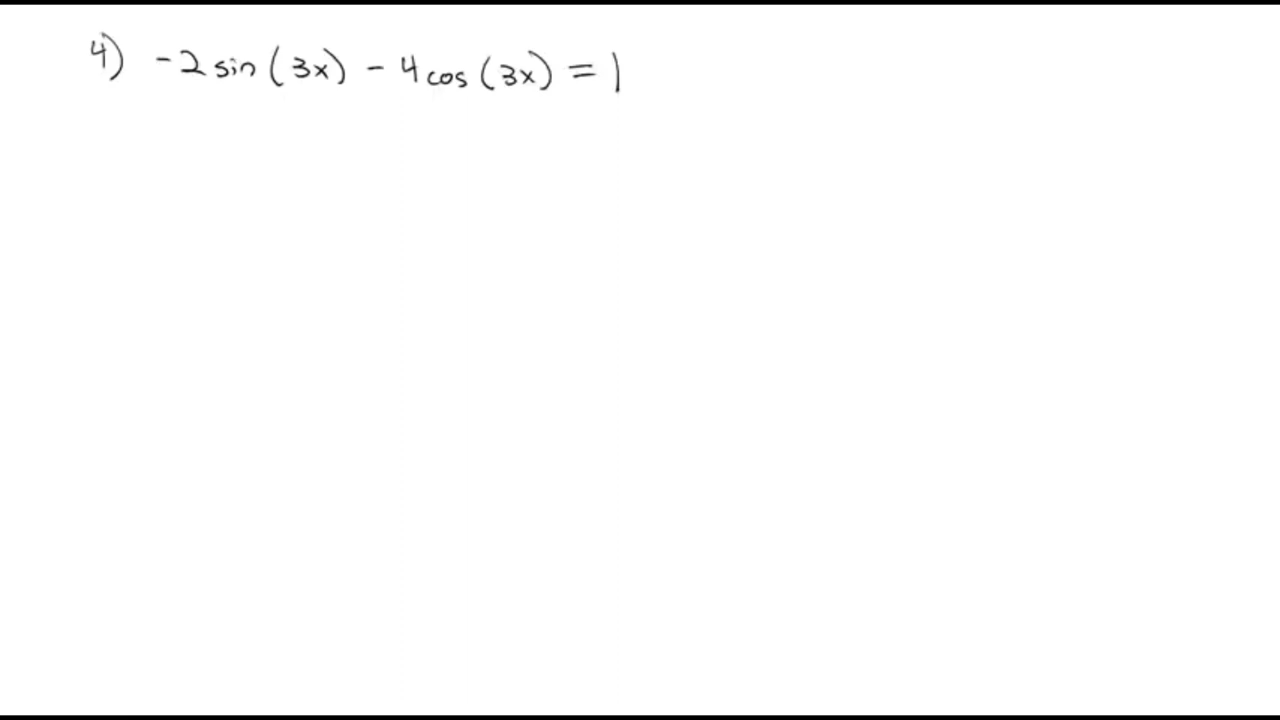 4) -2 sin (3x) - 4 cos (3x) = 1